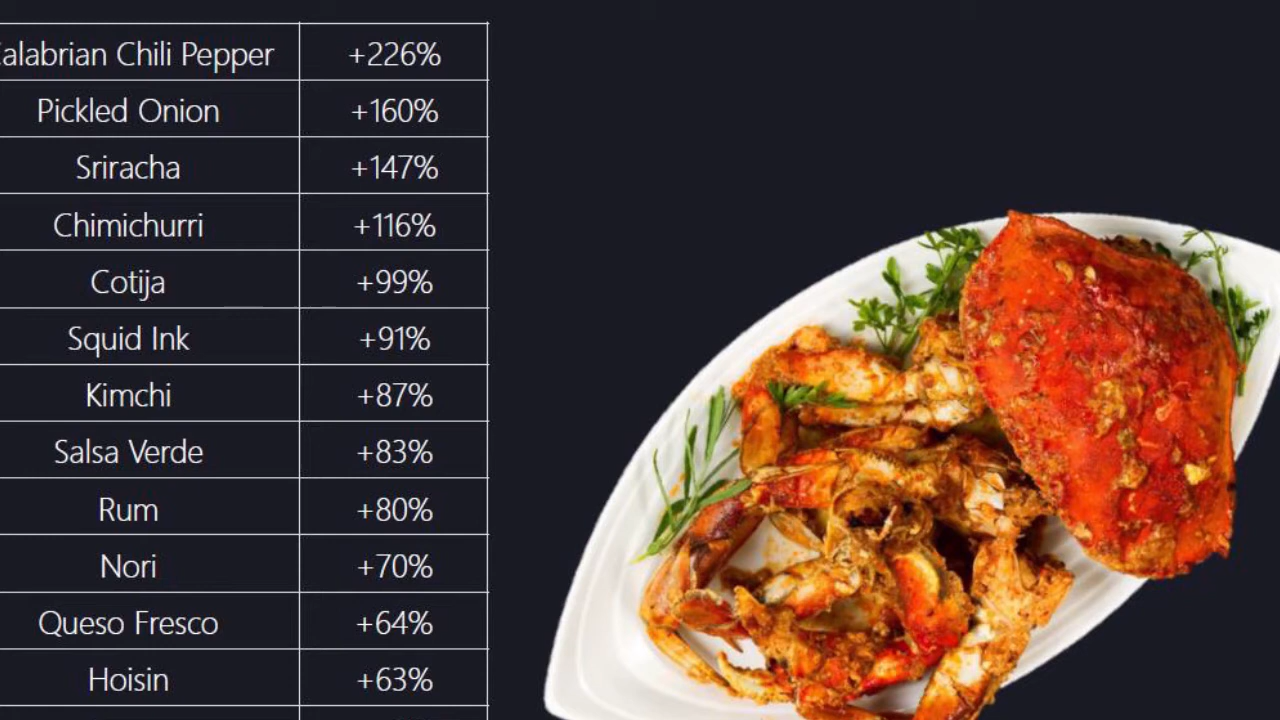 alabrian Chili Pepper +226%
Pickled Onion +160%
Sriracha +147%
Chimichurri +116%
Cotija +99%
Squid Ink +91%
Kimchi +87%
Salsa Verde +83%
Rum +80%
Nori +70%
Queso Fresco +64%
Hoisin +63%